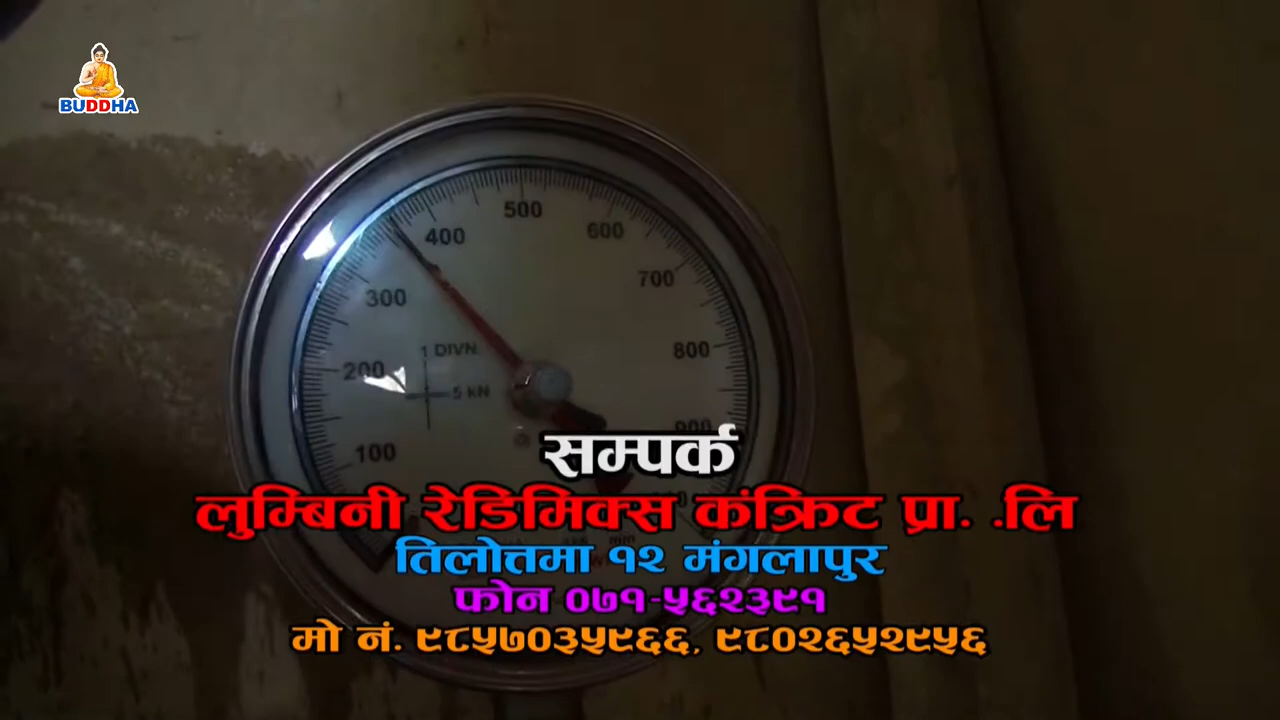 BUDDHA
500
400
600
700
300
1 DIVN.
800
200
5 kN
900
100
सम्पर्क
लुम्बिनी रेडिमिक्स कंक्रिट प्रा. .लि
तिलोत्तमा १२ मंगलापुर
फोन ०७१-५६२३९१
मो नं. ९८५७०३५९६६, ९८०२६५२९५६